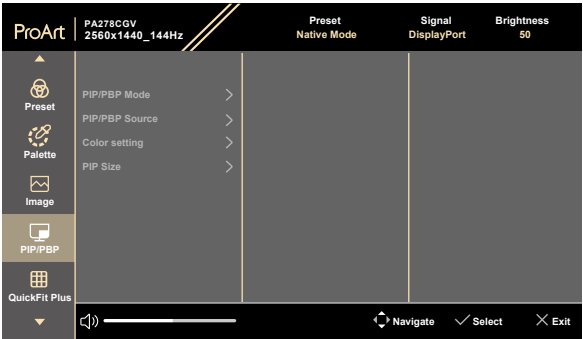 ProArt
PA278CGV
2560x1440_144Hz
Preset
Native Mode
Signal
DisplayPort
Brightness
50
Preset
Palette
Image
PIP/PBP
QuickFit Plus
PIP/PBP Mode
PIP/PBP Source
Color setting
PIP Size
Navigate
Select
Exit